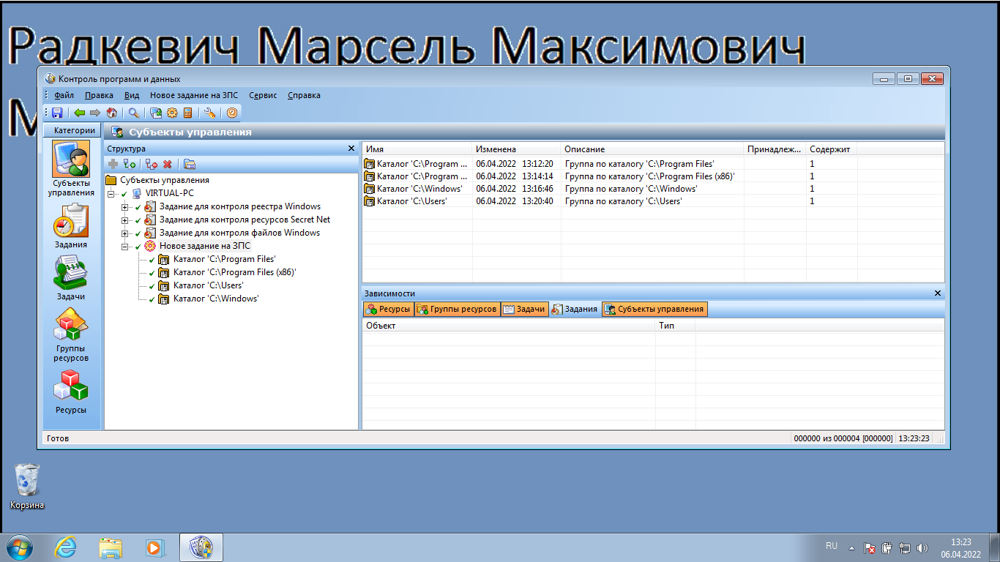 Радкевич Марсель Максимович
М
Контроль программ и данных
Файл Правка Вид Новое задание на ЗПС Сервис Справка
Категории
Субъекты управления
Структура
Имя Изменена Описание Принадлеж... Содержит
Каталог 'C:\Program ... 06.04.2022 13:12:20 Группа по каталогу 'C:\Program Files' 1
Каталог 'C:\Program ... 06.04.2022 13:14:14 Группа по каталогу 'C:\Program Files (x86)' 1
Каталог 'C:\Windows' 06.04.2022 13:16:46 Группа по каталогу 'C:\Windows' 1
Каталог 'C:\Users' 06.04.2022 13:20:40 Группа по каталогу 'C:\Users' 1
Субъекты
управления
Задания
Задачи
Группы
ресурсов
Ресурсы
Субъекты управления
VIRTUAL-PC
Задание для контроля реестра Windows
Задание для контроля ресурсов Secret Net
Задание для контроля файлов Windows
Новое задание на ЗПС
Каталог 'C:\Program Files'
Каталог 'C:\Program Files (x86)'
Каталог 'C:\Users'
Каталог 'C:\Windows'
Зависимости
Ресурсы Группы ресурсов Задачи Задания Субъекты управления
Объект Тип
Готов 000000 из 000004 [000000] 13:23:23
Корзина
RU 13:23
06.04.2022